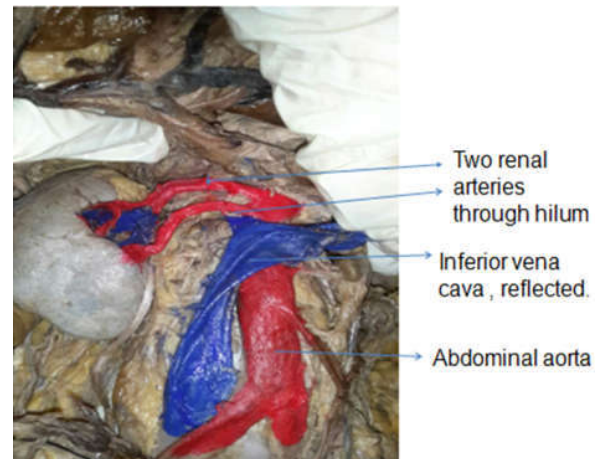 Two renal
arteries
through hilum
Inferior vena
cava , reflected.
Abdominal aorta